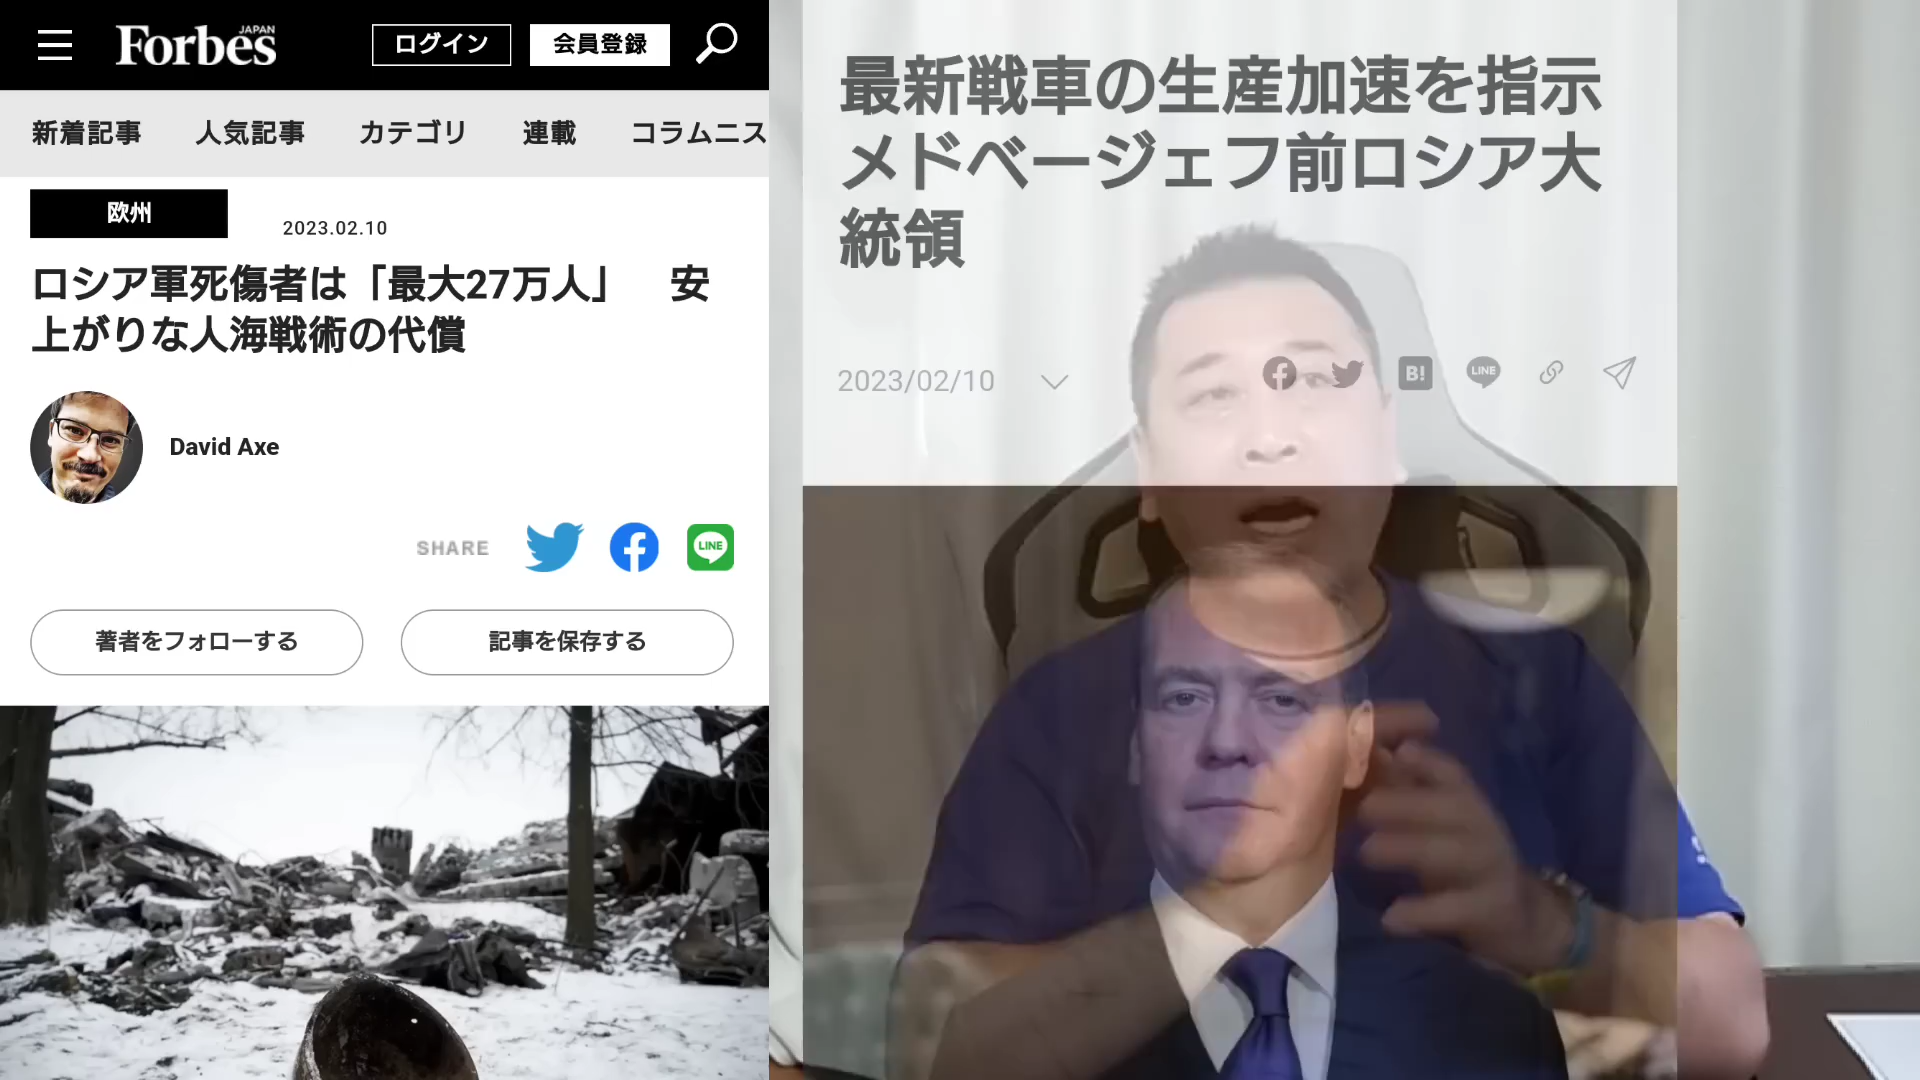 Forbes
JAPAN
ログイン
会員登録
新着記事 人気記事 カテゴリ 連載 コラムニス
欧州
2023.02.10
ロシア軍死傷者は「最大27万人」 安
上がりな人海戦術の代償
David Axe
SHARE
LINE
著者をフォローする
記事を保存する
最新戦車の生産加速を指示
メドベージェフ前ロシア大
統領
2023/02/10
B!
LINE